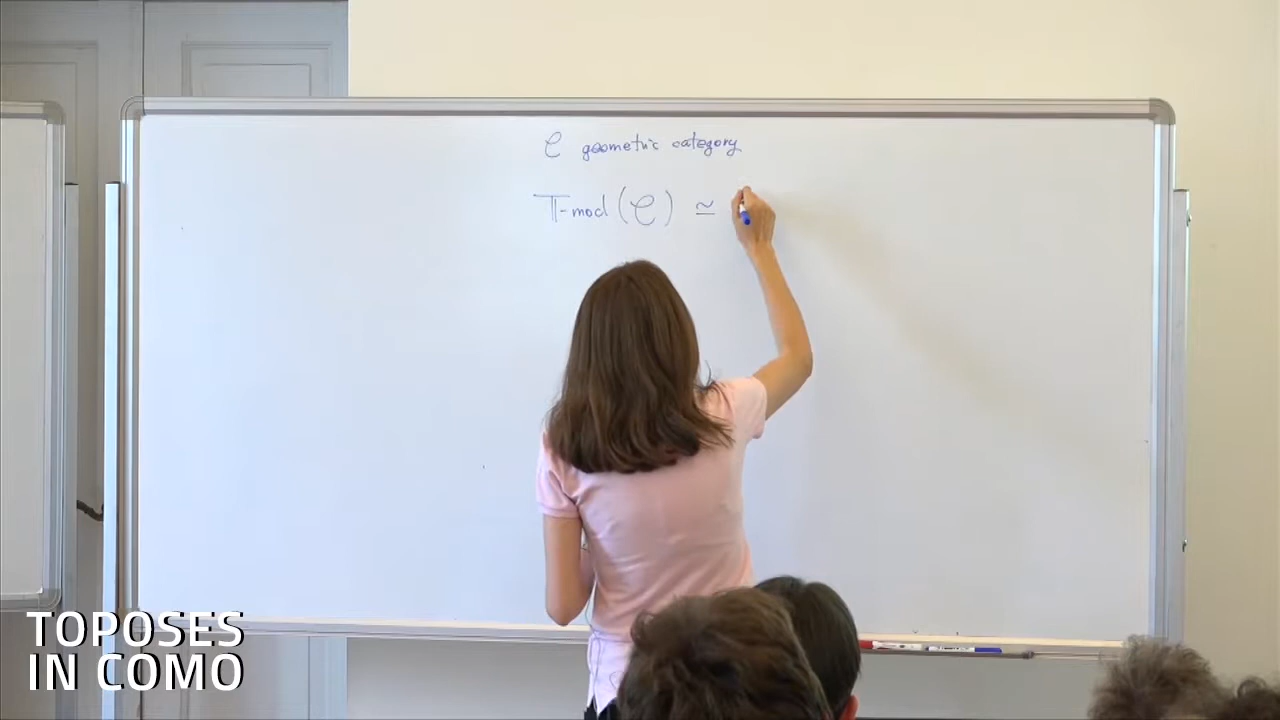 𝒞 geometric category
𝕋-mod(𝒞) ≃
TOPOSES
IN COMO